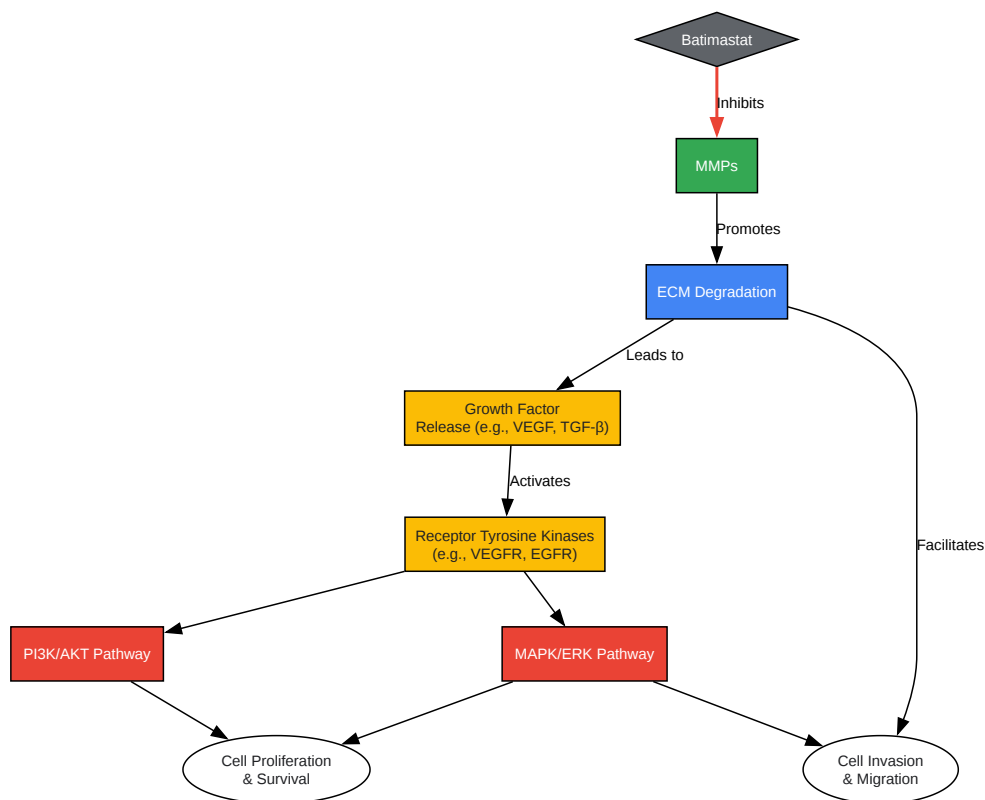 Batimastat
Inhibits
MMPs
Promotes
ECM Degradation
Leads to
Growth Factor
Release (e.g., VEGF, TGF-β)
Activates
Receptor Tyrosine Kinases
(e.g., VEGFR, EGFR)
Facilitates
PI3K/AKT Pathway
MAPK/ERK Pathway
Cell Proliferation
& Survival
Cell Invasion
& Migration